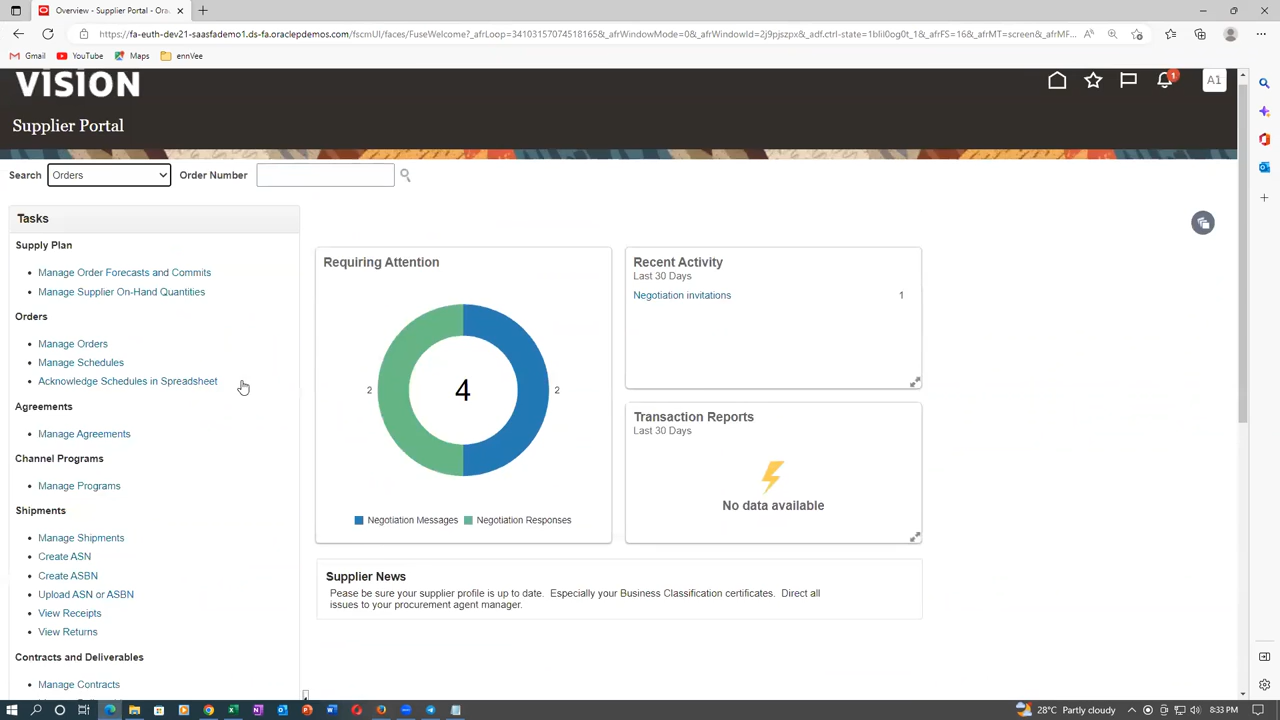 Overview - Supplier Portal - Ora
https://fa-euth-dev21-saasfademo1.ds-fa.oraclepdemos.com/fscmUI/faces/FuseWelcome?_afrLoop=34103157074518165&_afrWindowMode=0&_afrWindowId=2j9pjszpx&_adf.ctrl-state=1blii0og0t_1&_afrFS=16&_afrMT=screen&_afrMF...
Gmail YouTube Maps ennVee
VISION
A1
1
Supplier Portal
Search Orders Order Number
Tasks
Supply Plan
Manage Order Forecasts and Commits
Manage Supplier On-Hand Quantities
Orders
Manage Orders
Manage Schedules
Acknowledge Schedules in Spreadsheet
Agreements
Manage Agreements
Channel Programs
Manage Programs
Shipments
Manage Shipments
Create ASN
Create ASBN
Upload ASN or ASBN
View Receipts
View Returns
Contracts and Deliverables
Manage Contracts
Requiring Attention
2
4
2
Negotiation Messages Negotiation Responses
Recent Activity
Last 30 Days
Negotiation invitations 1
Transaction Reports
Last 30 Days
No data available
Supplier News
Pease be sure your supplier profile is up to date. Especially your Business Classification certificates. Direct all
issues to your procurement agent manager.
28°C Partly cloudy
8:33 PM